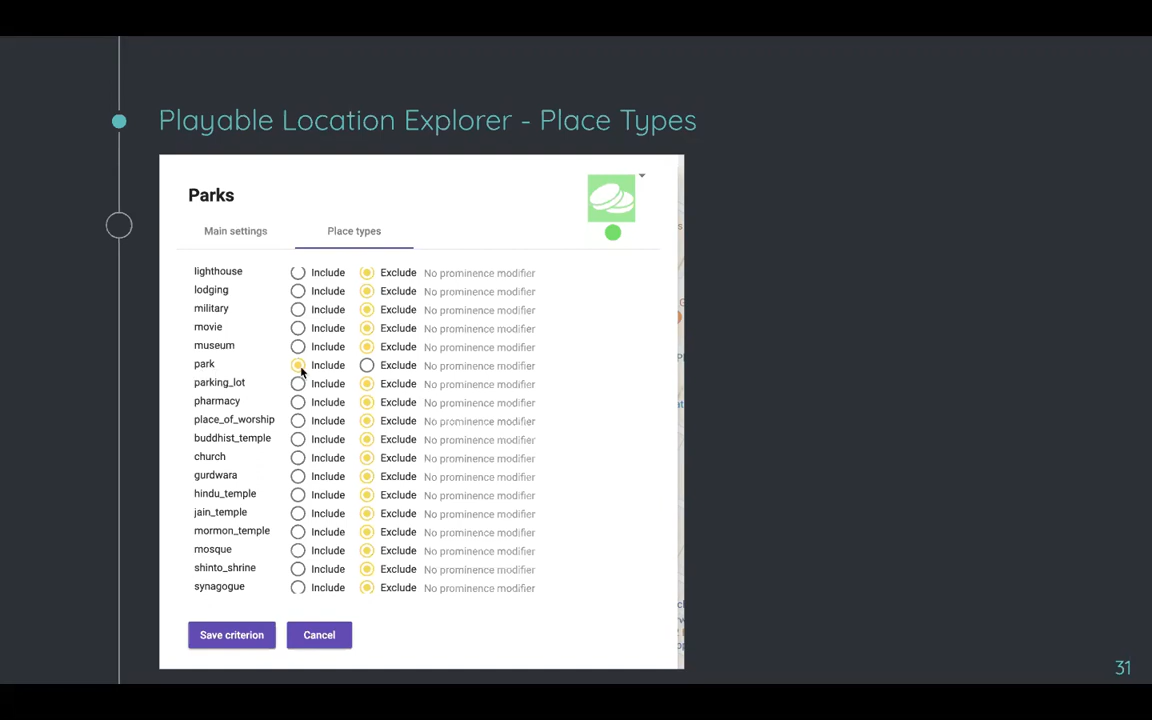 Playable Location Explorer - Place Types
Parks
Main settings Place types
lighthouse Include Exclude No prominence modifier
lodging Include Exclude No prominence modifier
military Include Exclude No prominence modifier
movie Include Exclude No prominence modifier
museum Include Exclude No prominence modifier
park Include Exclude No prominence modifier
parking_lot Include Exclude No prominence modifier
pharmacy Include Exclude No prominence modifier
place_of_worship Include Exclude No prominence modifier
buddhist_temple Include Exclude No prominence modifier
church Include Exclude No prominence modifier
gurdwara Include Exclude No prominence modifier
hindu_temple Include Exclude No prominence modifier
jain_temple Include Exclude No prominence modifier
mormon_temple Include Exclude No prominence modifier
mosque Include Exclude No prominence modifier
shinto_shrine Include Exclude No prominence modifier
synagogue Include Exclude No prominence modifier
Save criterion Cancel
31